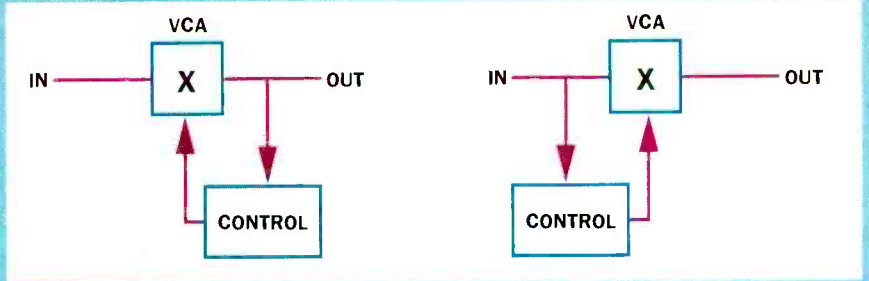 VCA
IN
X
OUT
CONTROL
VCA
IN
X
OUT
CONTROL